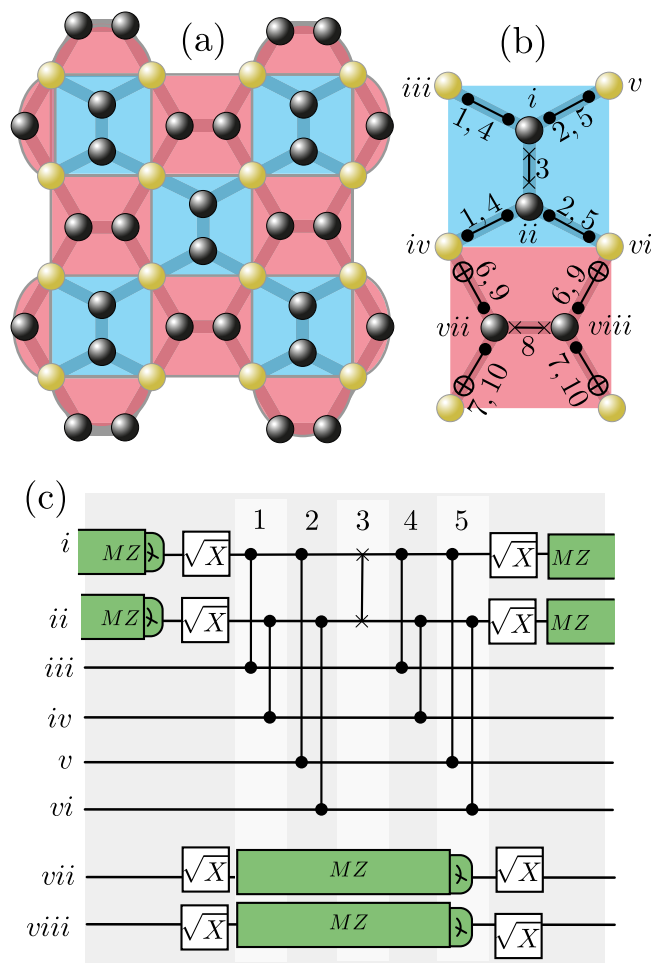 (a)
(b)
iii
i
v
1, 4
2, 5
3
1, 4
2, 5
iv
ii
vi
6, 9
6, 9
vii
viii
8
7, 10
7, 10
(c)
1 2 3 4 5
i MZ √X √X MZ
ii MZ √X √X MZ
iii
iv
v
vi
vii √X MZ √X
viii √X MZ √X